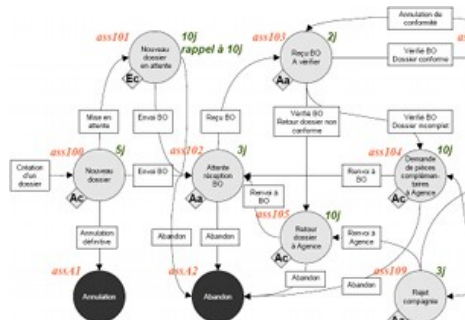 Annulation de
conformité
ass101
10j
rappel à 10j
Nouveau
dossier
en attente
Ec
ass103
2j
Reçu BO
A vérifier
Aa
Vérifié BO
Dossier conforme
Mise en
attente
Envoi BO
Reçu BO
Vérifié BO
Retour dossier non
conforme
Vérifié BO
Dossier incomplet
ass100
5j
Création
d'un
dossier
Nouveau
dossier
Ac
Envoi BO
ass102
3j
Attente
réception
BO
Aa
Renvoi à
BO
ass104
10j
Demande
de pièces
complémen-
taires
à Agence
Ac
Renvoi à
BO
ass105
10j
Retour
dossier
à Agence
Ac
Renvoi à
Agence
Annulation
définitive
Abandon
Abandon
Abandon
Abandon
assA1
Annulation
assA2
Abandon
ass109
3j
Rejet
compagnie